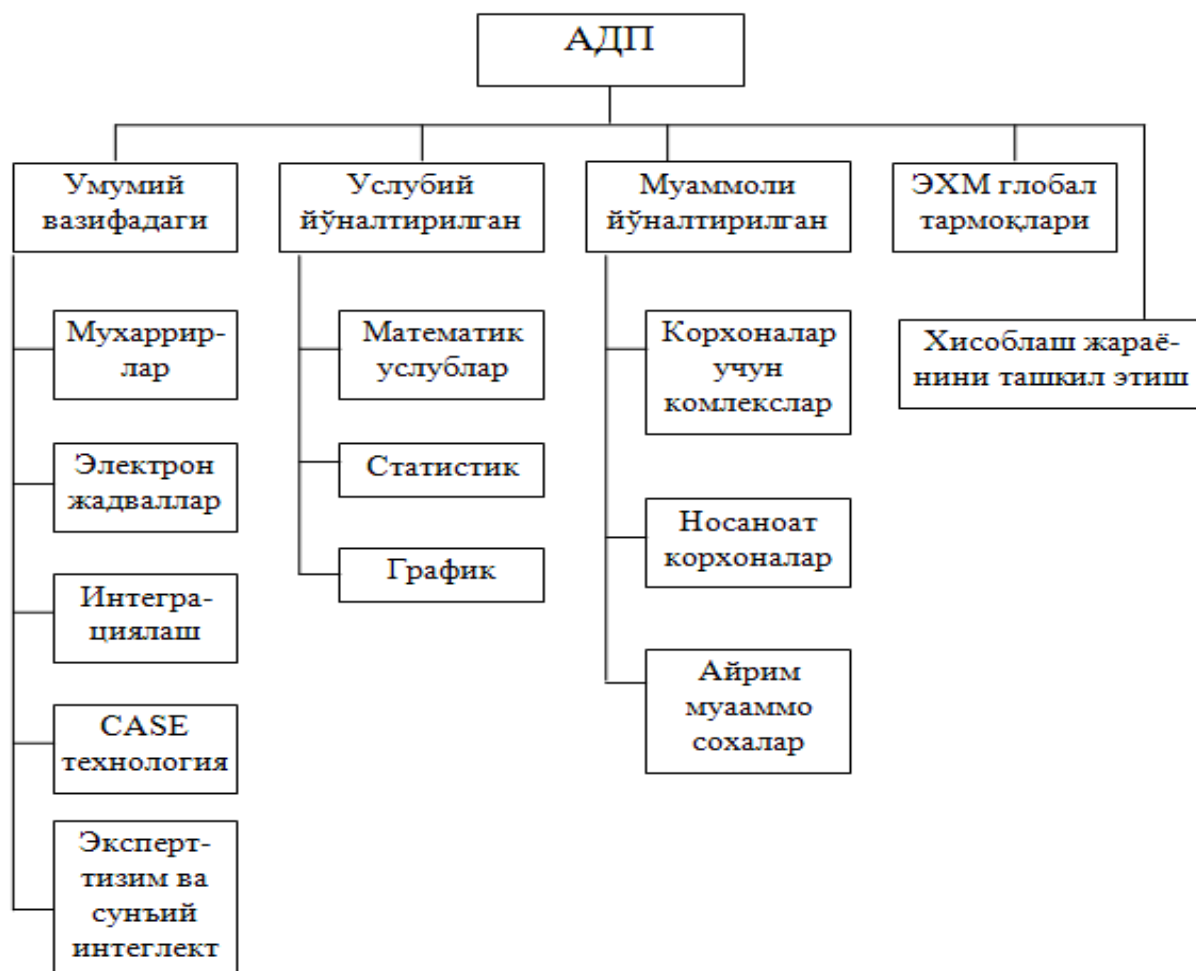 АДП
Умумий
вазифадаги
Услубий
йўналтирилган
Муаммоли
йўналтирилган
ЭХМ глобал
тармоқлари
Мухаррир-
лар
Электрон
жадваллар
Интегра-
циялаш
CASE
технология
Эксперт-
тизим ва
сунъий
интеглект
Математик
услублар
Статистик
График
Корхоналар
учун
комлекслар
Носаноат
корхоналар
Айрим
муааммо
сохалар
Хисоблаш жараё-
нини ташкил этиш